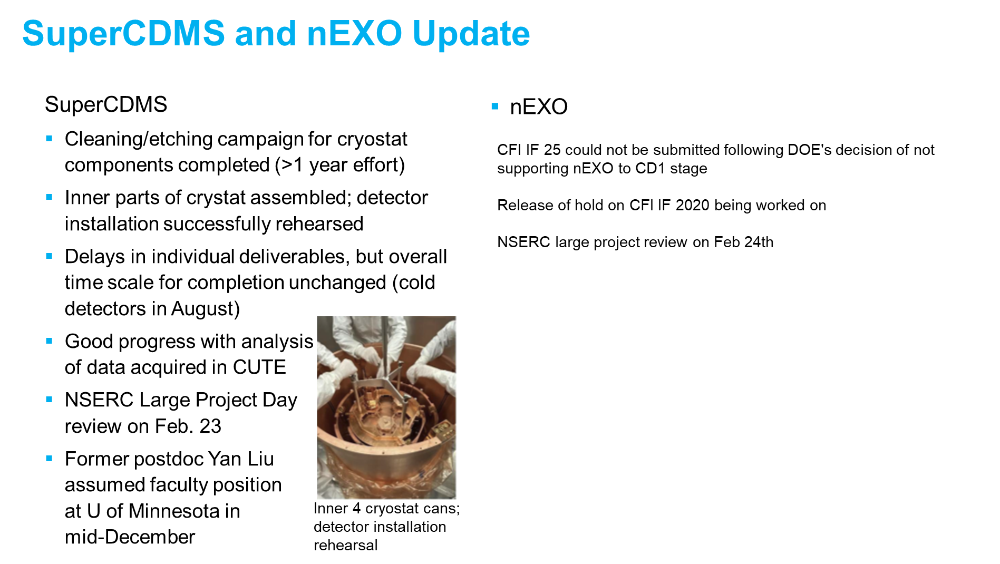 SuperCDMS and nEXO Update
SuperCDMS
▪ Cleaning/etching campaign for cryostat
components completed (>1 year effort)
▪ Inner parts of crystat assembled; detector
installation successfully rehearsed
▪ Delays in individual deliverables, but overall
time scale for completion unchanged (cold
detectors in August)
▪ Good progress with analysis
of data acquired in CUTE
▪ NSERC Large Project Day
review on Feb. 23
▪ Former postdoc Yan Liu
assumed faculty position
at U of Minnesota in
mid-December
Inner 4 cryostat cans;
detector installation
rehearsal
▪ nEXO
CFI IF 25 could not be submitted following DOE's decision of not
supporting nEXO to CD1 stage
Release of hold on CFI IF 2020 being worked on
NSERC large project review on Feb 24th